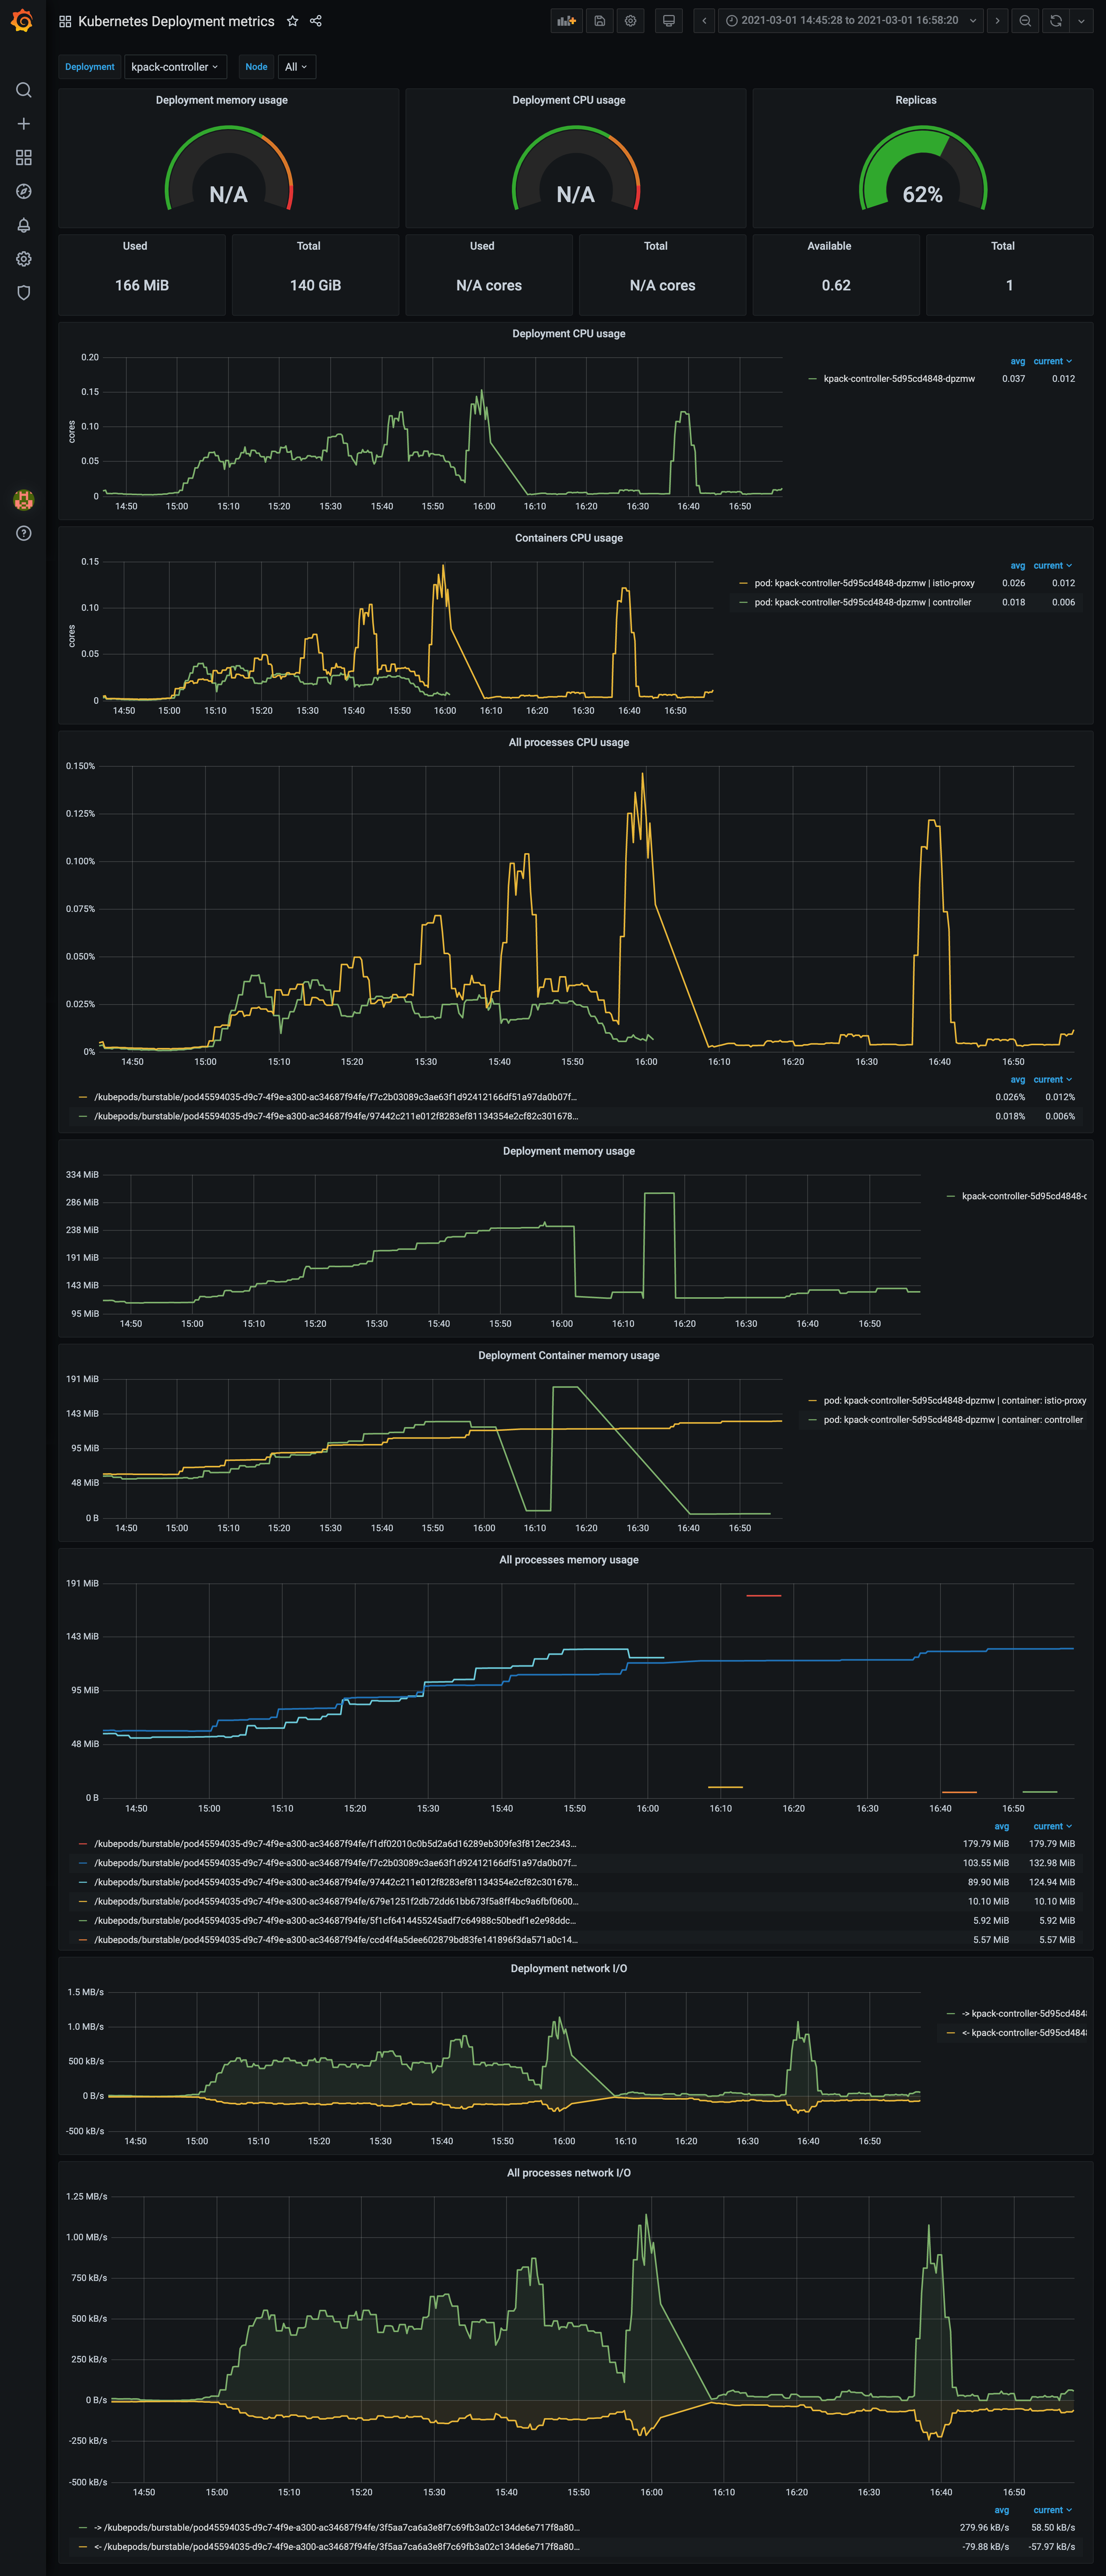 Kubernetes Deployment metrics
2021-03-01 14:45:28 to 2021-03-01 16:58:20
Deployment kpack-controller Node All
Deployment memory usage
N/A
Deployment CPU usage
N/A
Replicas
62%
Used
166 MiB
Total
140 GiB
Used
N/A cores
Total
N/A cores
Available
0.62
Total
1
Deployment CPU usage
cores
0.20
0.15
0.10
0.05
0
14:50 15:00 15:10 15:20 15:30 15:40 15:50 16:00 16:10 16:20 16:30 16:40 16:50
avg current
kpack-controller-5d95cd4848-dpzmw 0.037 0.012
Containers CPU usage
cores
0.15
0.10
0.05
0
14:50 15:00 15:10 15:20 15:30 15:40 15:50 16:00 16:10 16:20 16:30 16:40 16:50
avg current
pod: kpack-controller-5d95cd4848-dpzmw | istio-proxy 0.026 0.012
pod: kpack-controller-5d95cd4848-dpzmw | controller 0.018 0.006
All processes CPU usage
0.150%
0.125%
0.100%
0.075%
0.050%
0.025%
0%
14:50 15:00 15:10 15:20 15:30 15:40 15:50 16:00 16:10 16:20 16:30 16:40 16:50
avg current
/kubepods/burstable/pod45594035-d9c7-4f9e-a300-ac34687f94fe/f7c2b03089c3ae63f1d92412166df51a97da0b07f... 0.026% 0.012%
/kubepods/burstable/pod45594035-d9c7-4f9e-a300-ac34687f94fe/97442c211e012f8283ef81134354e2cf82c301678... 0.018% 0.006%
Deployment memory usage
334 MiB
286 MiB
238 MiB
191 MiB
143 MiB
95 MiB
14:50 15:00 15:10 15:20 15:30 15:40 15:50 16:00 16:10 16:20 16:30 16:40 16:50
kpack-controller-5d95cd4848-c
Deployment Container memory usage
191 MiB
143 MiB
95 MiB
48 MiB
0 B
14:50 15:00 15:10 15:20 15:30 15:40 15:50 16:00 16:10 16:20 16:30 16:40 16:50
pod: kpack-controller-5d95cd4848-dpzmw | container: istio-proxy
pod: kpack-controller-5d95cd4848-dpzmw | container: controller
All processes memory usage
191 MiB
143 MiB
95 MiB
48 MiB
0 B
14:50 15:00 15:10 15:20 15:30 15:40 15:50 16:00 16:10 16:20 16:30 16:40 16:50
avg current
/kubepods/burstable/pod45594035-d9c7-4f9e-a300-ac34687f94fe/f1df02010c0b5d2a6d16289eb309fe3f812ec2343... 179.79 MiB 179.79 MiB
/kubepods/burstable/pod45594035-d9c7-4f9e-a300-ac34687f94fe/f7c2b03089c3ae63f1d92412166df51a97da0b07f... 103.55 MiB 132.98 MiB
/kubepods/burstable/pod45594035-d9c7-4f9e-a300-ac34687f94fe/97442c211e012f8283ef81134354e2cf82c301678... 89.90 MiB 124.94 MiB
/kubepods/burstable/pod45594035-d9c7-4f9e-a300-ac34687f94fe/679e1251f2db72dd61bb673f5a8ff4bc9a6fbf0600... 10.10 MiB 10.10 MiB
/kubepods/burstable/pod45594035-d9c7-4f9e-a300-ac34687f94fe/5f1cf6414455245adf7c64988c50bedf1e2e98ddc... 5.92 MiB 5.92 MiB
/kubepods/burstable/pod45594035-d9c7-4f9e-a300-ac34687f94fe/ccd4f4a5dee602879bd83fe141896f3da571a0c14... 5.57 MiB 5.57 MiB
Deployment network I/O
1.5 MB/s
1.0 MB/s
500 kB/s
0 B/s
-500 kB/s
14:50 15:00 15:10 15:20 15:30 15:40 15:50 16:00 16:10 16:20 16:30 16:40 16:50
-> kpack-controller-5d95cd484
<- kpack-controller-5d95cd484
All processes network I/O
1.25 MB/s
1.00 MB/s
750 kB/s
500 kB/s
250 kB/s
0 B/s
-250 kB/s
-500 kB/s
14:50 15:00 15:10 15:20 15:30 15:40 15:50 16:00 16:10 16:20 16:30 16:40 16:50
avg current
-> /kubepods/burstable/pod45594035-d9c7-4f9e-a300-ac34687f94fe/3f5aa7ca6a3e8f7c69fb3a02c134de6e717f8a80... 279.96 kB/s 58.50 kB/s
<- /kubepods/burstable/pod45594035-d9c7-4f9e-a300-ac34687f94fe/3f5aa7ca6a3e8f7c69fb3a02c134de6e717f8a80... -79.88 kB/s -57.97 kB/s